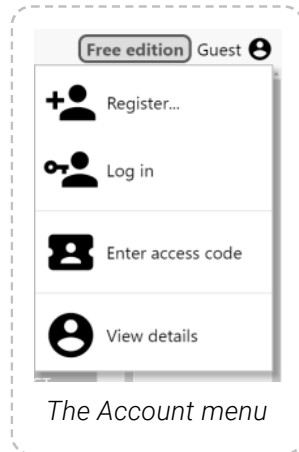 Free edition Guest
Register...
Log in
Enter access code
View details
The Account menu